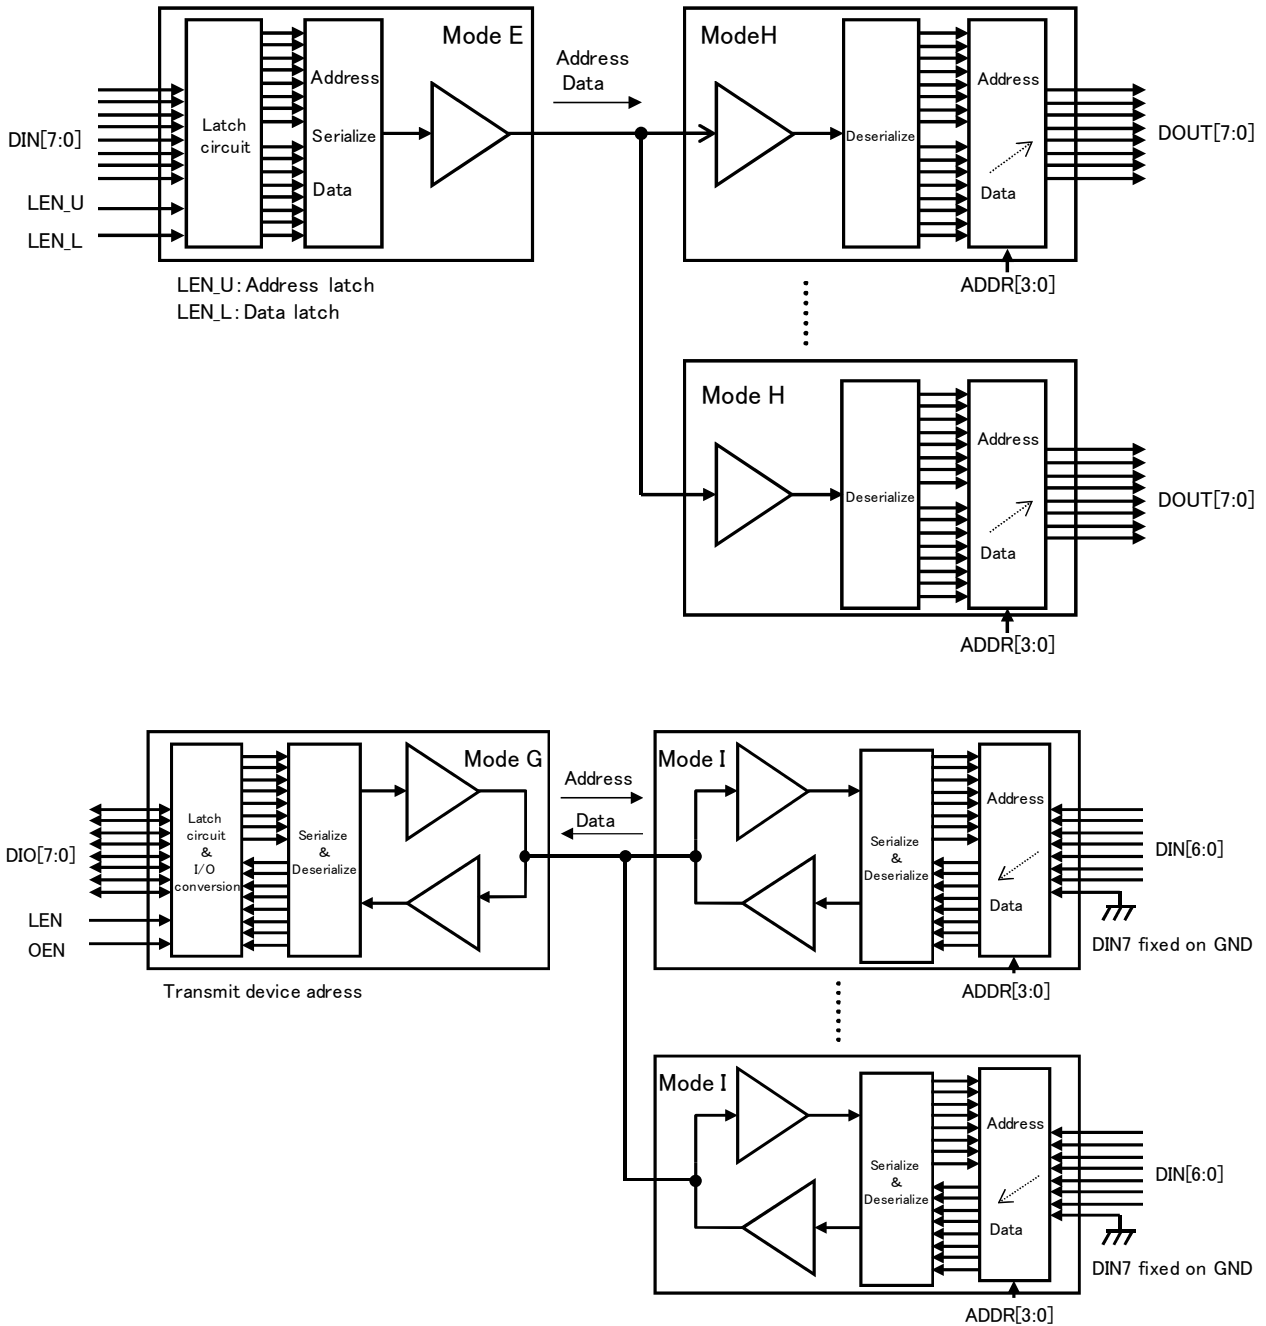 Mode E
Address
Data
ModeH
DIN[7:0]
LEN_U
LEN_L
Latch
circuit
Address
Serialize
Data
Deserialize
Address
Data
DOUT[7:0]
ADDR[3:0]
LEN_U: Address latch
LEN_L: Data latch
Mode H
Deserialize
Address
Data
DOUT[7:0]
ADDR[3:0]
Mode G
Address
Data
Mode I
DIO[7:0]
LEN
OEN
Latch
circuit
&
I/O
conversion
Serialize
&
Deserialize
Serialize
&
Deserialize
Address
Data
DIN[6:0]
DIN7 fixed on GND
Transmit device adress
ADDR[3:0]
Mode I
Serialize
&
Deserialize
Address
Data
DIN[6:0]
DIN7 fixed on GND
ADDR[3:0]